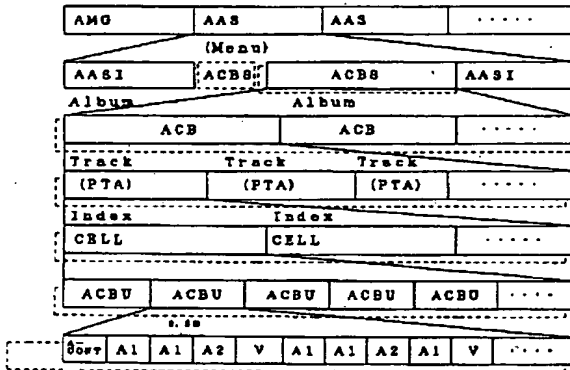 AMG AAS AAS ·····
(Menu)
AASI ACBS ACBS AASI
Album Album
ACB ACB ·····
Track Track Track
(PTA) (PTA) (PTA) ·····
Index Index
CELL CELL ·····
ACBU ACBU ACBU ACBU ACBU ····
A1 A1 A2 V A1 A1 A2 A1 V ····